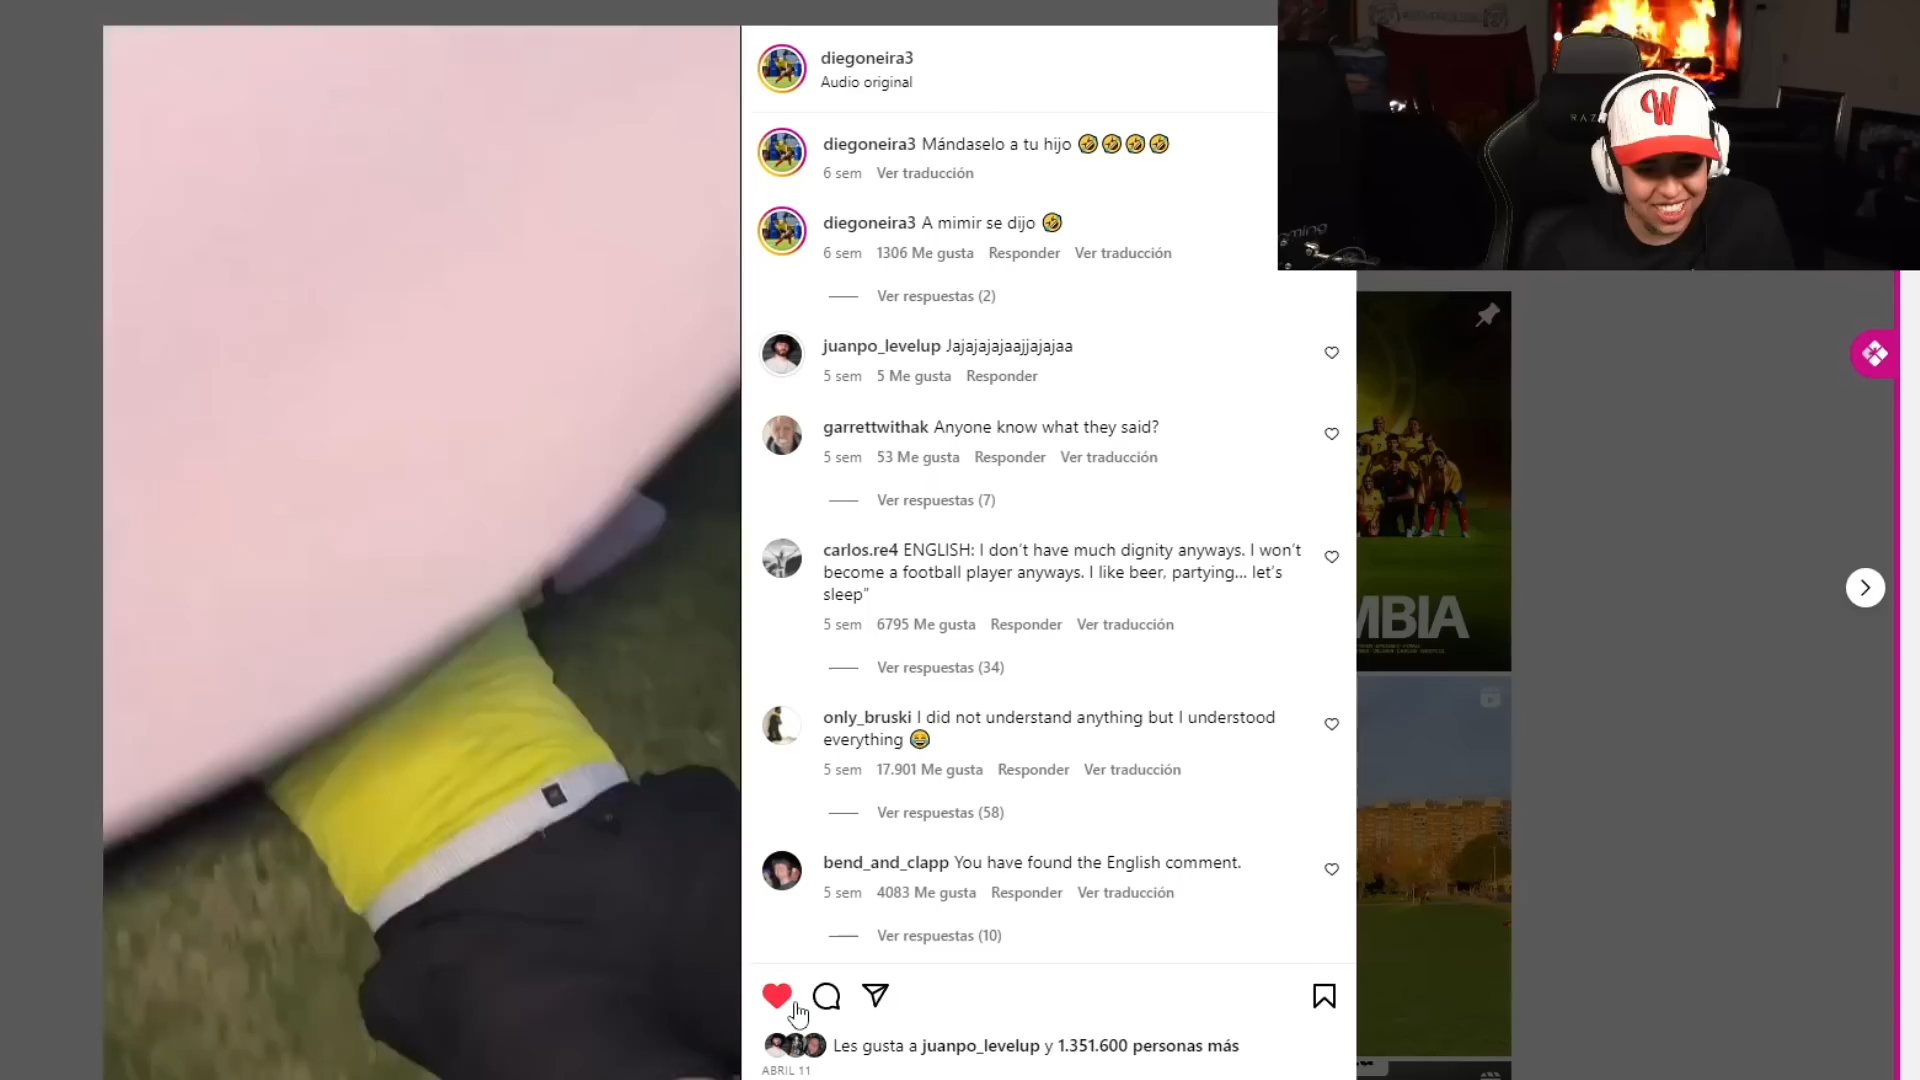 diegoneira3
Audio original
diegoneira3 Mándaselo a tu hijo 🤣🤣🤣🤣
6 sem Ver traducción
diegoneira3 A mimir se dijo 🤣
6 sem 1306 Me gusta Responder Ver traducción
Ver respuestas (2)
juanpo_levelup Jajajajajaajjajajaa
5 sem 5 Me gusta Responder
garrettwithak Anyone know what they said?
5 sem 53 Me gusta Responder Ver traducción
Ver respuestas (7)
carlos.re4 ENGLISH: I don’t have much dignity anyways. I won’t
become a football player anyways. I like beer, partying... let’s
sleep”
5 sem 6795 Me gusta Responder Ver traducción
Ver respuestas (34)
only_bruski I did not understand anything but I understood
everything 😂
5 sem 17.901 Me gusta Responder Ver traducción
Ver respuestas (58)
bend_and_clapp You have found the English comment.
5 sem 4083 Me gusta Responder Ver traducción
Ver respuestas (10)
Les gusta a juanpo_levelup y 1.351.600 personas más
ABRIL 11
W
RAZ
MBIA